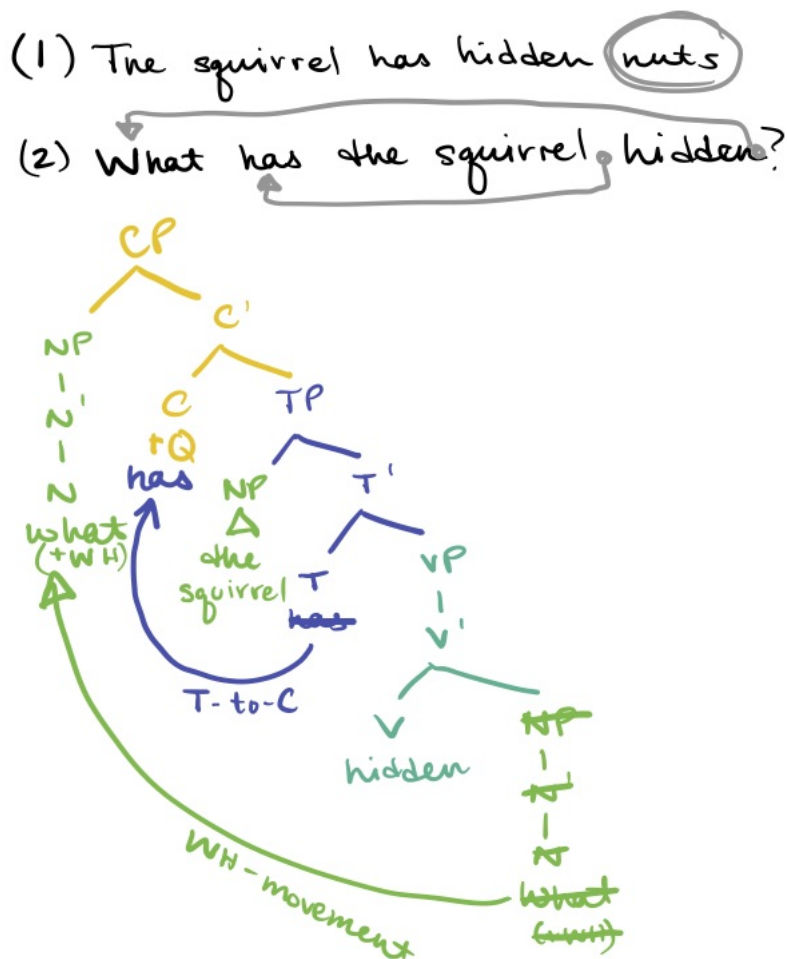 (1) The squirrel has hidden nuts
(2) What has the squirrel hidden?
CP
C'
NP
C
TP
N'
+Q
has
NP
T'
N
what
(+WH)
the
squirrel
T
has
VP
V'
T-to-C
V
hidden
NP
N'
N
what
(+WH)
WH-movement